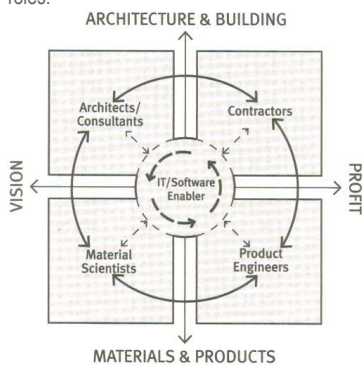 roles.
ARCHITECTURE & BUILDING
Architects/
Consultants
Contractors
VISION
IT/Software
Enabler
PROFIT
Material
Scientists
Product
Engineers
MATERIALS & PRODUCTS